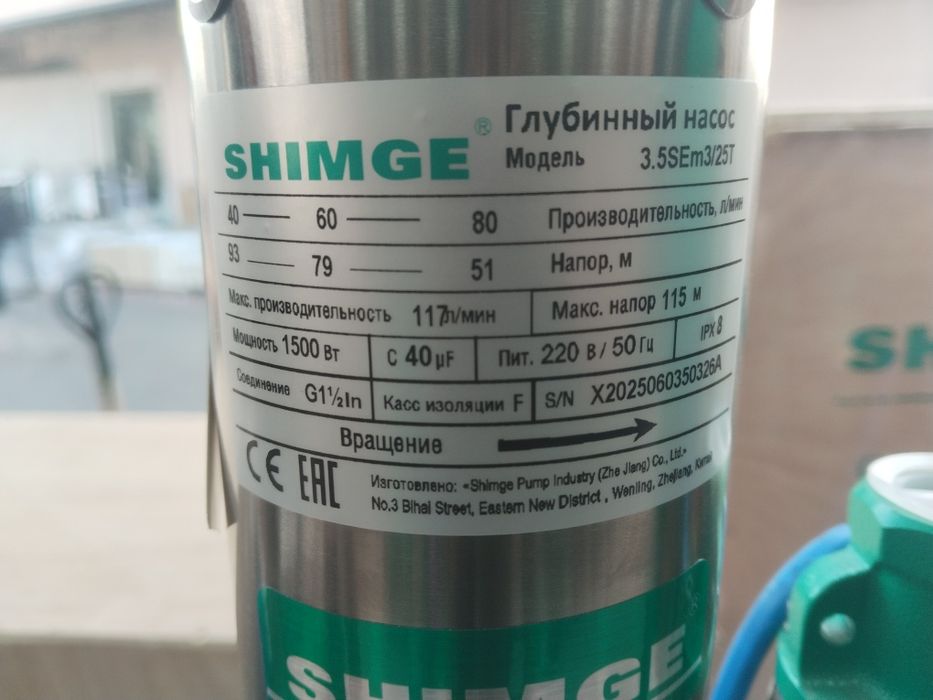 SHIMGE ® Глубинный насос
Модель 3.5SEm3/25T
40 — 60 — 80 Производительность, л/мин
93 — 79 — 51 Напор, м
Макс. производительность 117л/мин Макс. напор 115 м
Мощность 1500 Вт C 40µF Пит. 220 В / 50 Гц IPX8
Соединение G1½In Касс изоляции F S/N X2025060350326A
Вращение
CE EAC Изготовлено: «Shimge Pump Industry (Zhe Jiang) Co., Ltd.»
No.3 Bihai Street, Eastern New District , Wenling, Zhejiang, Китай
SH
SHIMGE